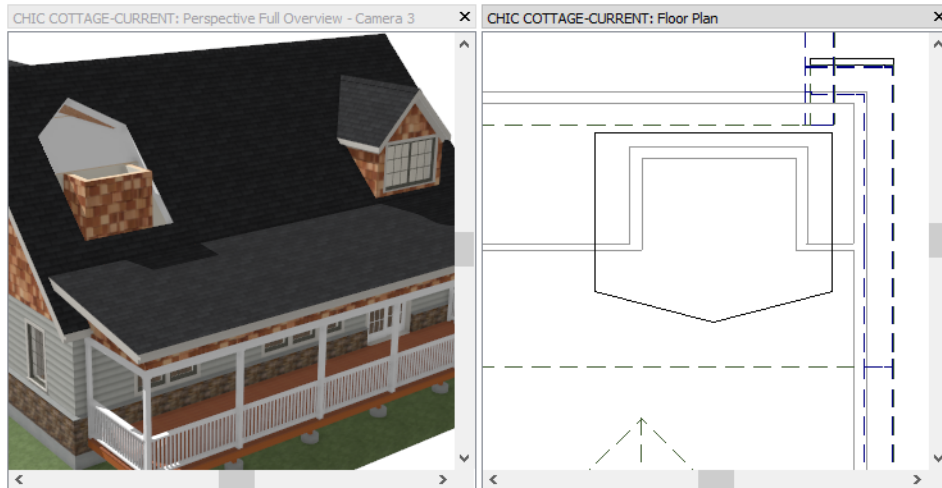 CHIC COTTAGE-CURRENT: Perspective Full Overview - Camera 3
CHIC COTTAGE-CURRENT: Floor Plan